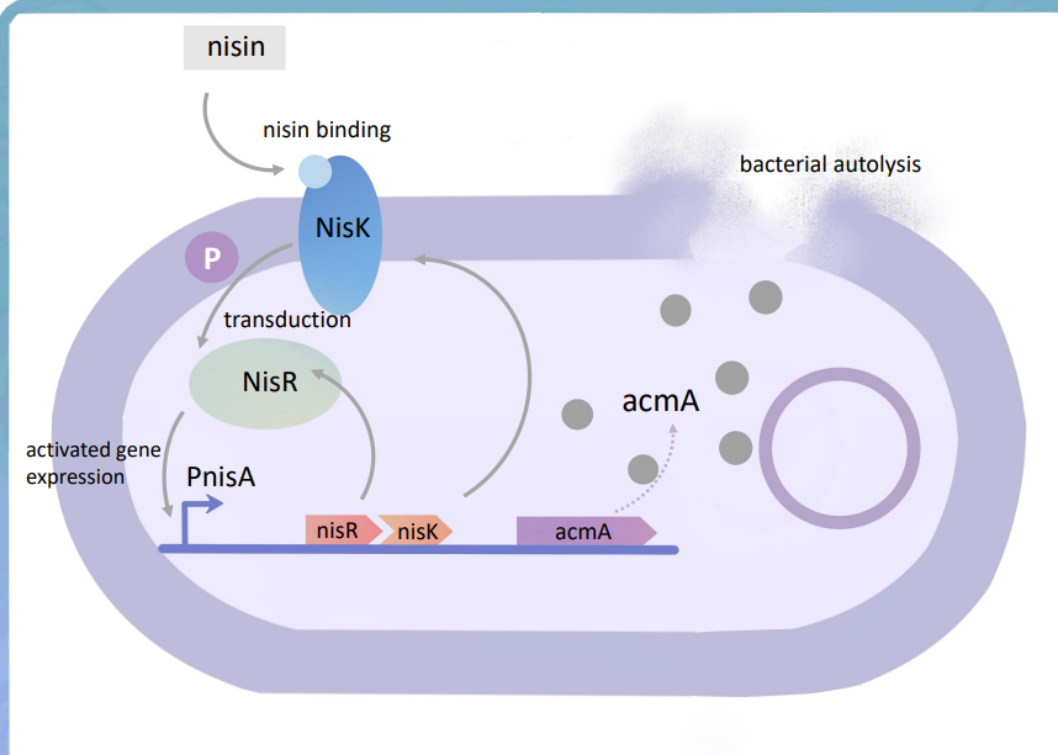 nisin
nisin binding
bacterial autolysis
NisK
P
transduction
NisR
acmA
activated gene
expression
PnisA
nisR
nisK
acmA